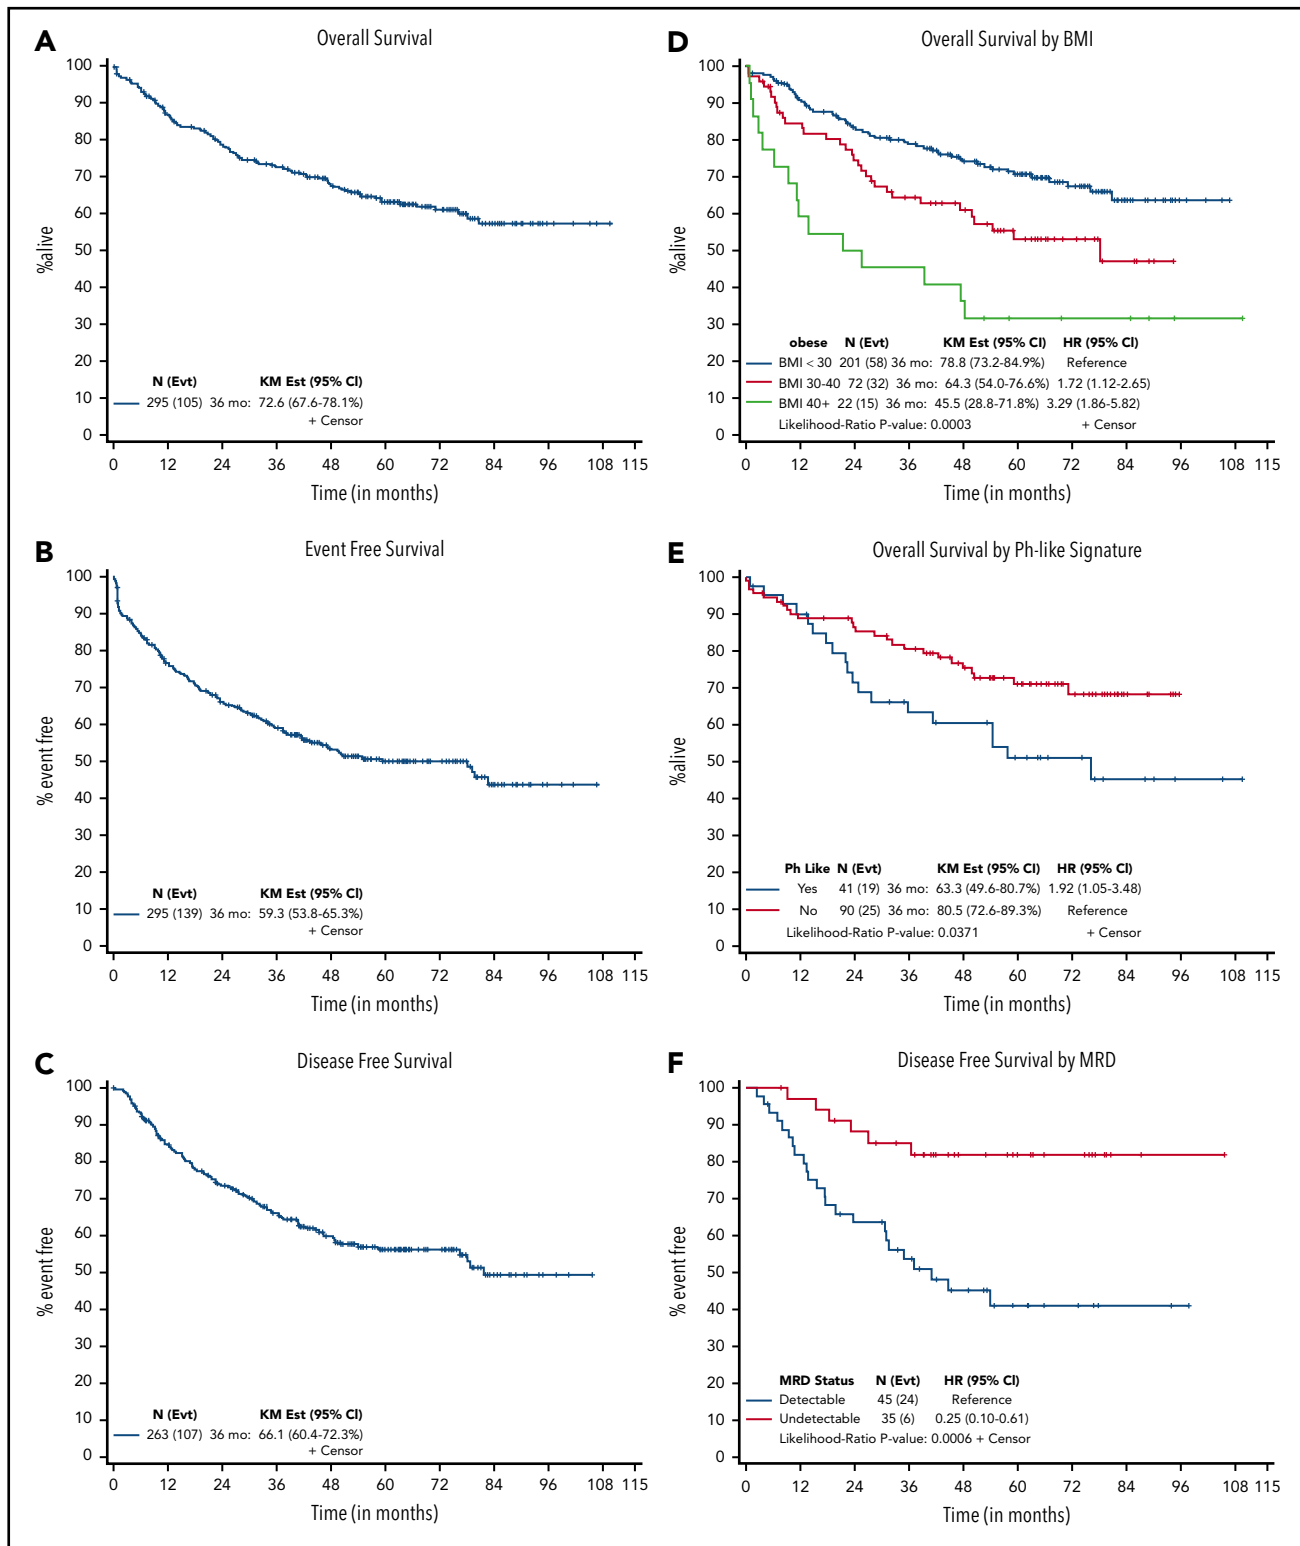 A
Overall Survival
100
90
80
70
60
50
40
30
20
10
0
%alive
N (Evt) KM Est (95% CI)
295 (105) 36 mo: 72.6 (67.6-78.1%)
+ Censor
0 12 24 36 48 60 72 84 96 108 115
Time (in months)
B
Event Free Survival
100
90
80
70
60
50
40
30
20
10
0
% event free
N (Evt) KM Est (95% CI)
295 (139) 36 mo: 59.3 (53.8-65.3%)
+ Censor
0 12 24 36 48 60 72 84 96 108 115
Time (in months)
C
Disease Free Survival
100
90
80
70
60
50
40
30
20
10
0
% event free
N (Evt) KM Est (95% CI)
263 (107) 36 mo: 66.1 (60.4-72.3%)
+ Censor
0 12 24 36 48 60 72 84 96 108 115
Time (in months)
D
Overall Survival by BMI
100
90
80
70
60
50
40
30
20
10
0
%alive
obese N (Evt) KM Est (95% CI) HR (95% CI)
BMI < 30 201 (58) 36 mo: 78.8 (73.2-84.9%) Reference
BMI 30-40 72 (32) 36 mo: 64.3 (54.0-76.6%) 1.72 (1.12-2.65)
BMI 40+ 22 (15) 36 mo: 45.5 (28.8-71.8%) 3.29 (1.86-5.82)
Likelihood-Ratio P-value: 0.0003 + Censor
0 12 24 36 48 60 72 84 96 108 115
Time (in months)
E
Overall Survival by Ph-like Signature
100
90
80
70
60
50
40
30
20
10
0
%alive
Ph Like N (Evt) KM Est (95% CI) HR (95% CI)
Yes 41 (19) 36 mo: 63.3 (49.6-80.7%) 1.92 (1.05-3.48)
No 90 (25) 36 mo: 80.5 (72.6-89.3%) Reference
Likelihood-Ratio P-value: 0.0371 + Censor
0 12 24 36 48 60 72 84 96 108 115
Time (in months)
F
Disease Free Survival by MRD
100
90
80
70
60
50
40
30
20
10
0
% event free
MRD Status N (Evt) HR (95% CI)
Detectable 45 (24) Reference
Undetectable 35 (6) 0.25 (0.10-0.61)
Likelihood-Ratio P-value: 0.0006 + Censor
0 12 24 36 48 60 72 84 96 108 115
Time (in months)